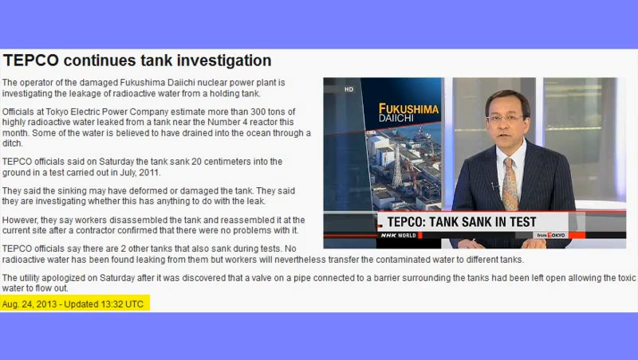 TEPCO continues tank investigation
The operator of the damaged Fukushima Daiichi nuclear power plant is
investigating the leakage of radioactive water from a holding tank.
Officials at Tokyo Electric Power Company estimate more than 300 tons of
highly radioactive water leaked from a tank near the Number 4 reactor this
month. Some of the water is believed to have drained into the ocean through a
ditch.
TEPCO officials said on Saturday the tank sank 20 centimeters into the
ground in a test carried out in July, 2011.
They said the sinking may have deformed or damaged the tank. They said
they are investigating whether this has anything to do with the leak.
However, they say workers disassembled the tank and reassembled it at the
current site after a contractor confirmed that there were no problems with it.
TEPCO officials say there are 2 other tanks that also sank during tests. No
radioactive water has been found leaking from them but workers will nevertheless transfer the contaminated water to different tanks.
The utility apologized on Saturday after it was discovered that a valve on a pipe connected to a barrier surrounding the tanks had been left open allowing the toxic
water to flow out.
Aug. 24, 2013 - Updated 13:32 UTC
HD
FUKUSHIMA
DAIICHI
TEPCO: TANK SANK IN TEST
NHK WORLD
from TOKYO